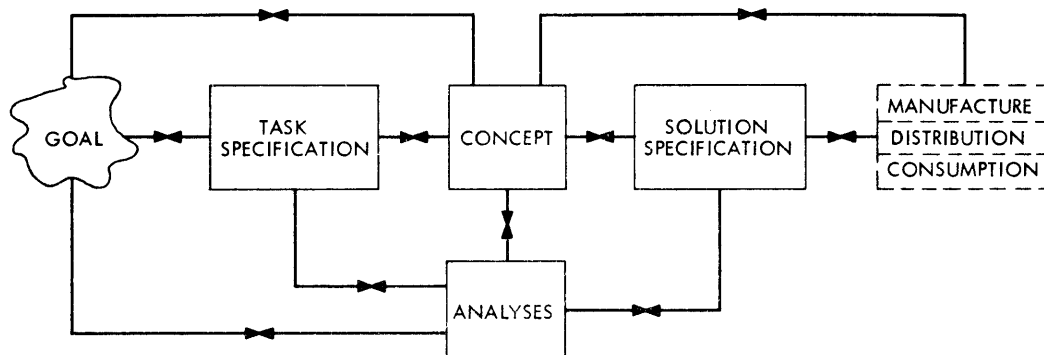 GOAL
TASK
SPECIFICATION
CONCEPT
SOLUTION
SPECIFICATION
MANUFACTURE
DISTRIBUTION
CONSUMPTION
ANALYSES